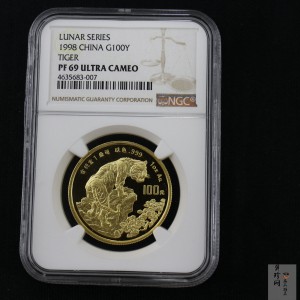 LUNAR SERIES
1998 CHINA G100Y
TIGER
PF 69 ULTRA CAMEO
4635683-007
NUMISMATIC GUARANTY CORPORATION
NGC
100元